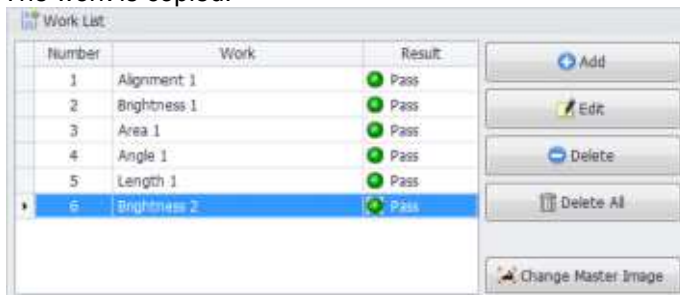 The work is copied.
Work List
Number Work Result
1 Alignment 1 Pass
2 Brightness 1 Pass
3 Area 1 Pass
4 Angle 1 Pass
5 Length 1 Pass
6 Brightness 2 Pass
Add
Edit
Delete
Delete All
Change Master Image